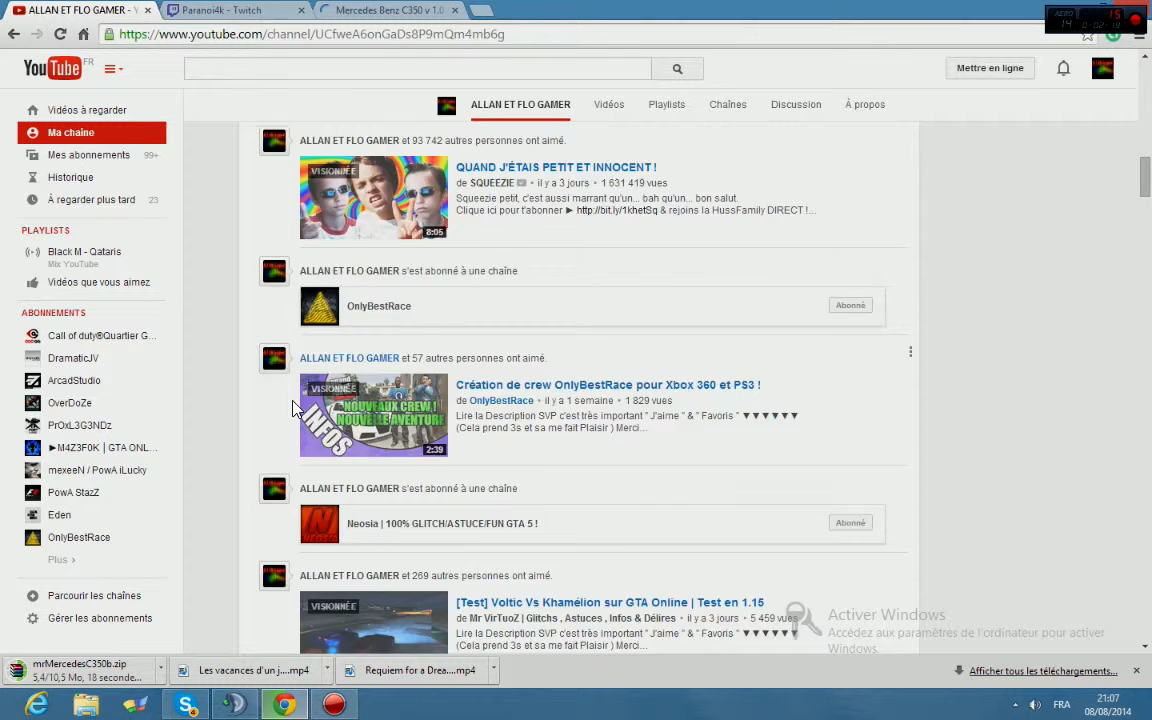 ALLAN ET FLO GAMER - Y
Paranoi4k - Twitch
Mercedes Benz C350 v 1.0
AERO
https://www.youtube.com/channel/UCfweA6onGaDs8P9mQm4mb6g
YouTube FR
Mettre en ligne
ALLAN ET FLO GAMER Vidéos Playlists Chaînes Discussion À propos
Vidéos à regarder
Ma chaîne
Mes abonnements 99+
Historique
À regarder plus tard 23
PLAYLISTS
Black M - Qataris
Mix YouTube
Vidéos que vous aimez
ABONNEMENTS
Call of duty®Quartier G...
DramaticJV
ArcadStudio
OverDoZe
PrOxL3G3NDz
►M4Z3F0K | GTA ONL...
mexeeN / PowA iLucky
PowA StazZ
Eden
OnlyBestRace
Plus ›
Parcourir les chaînes
Gérer les abonnements
ALLAN ET FLO GAMER et 93 742 autres personnes ont aimé.
VISIONNÉE
8:05
QUAND J'ÉTAIS PETIT ET INNOCENT !
de SQUEEZIE • il y a 3 jours • 1 631 419 vues
Squeezie petit, c'est aussi marrant qu'un... bah qu'un... bon salut.
Clique ici pour t'abonner ► http://bit.ly/1khetSq & rejoins la HussFamily DIRECT !...
ALLAN ET FLO GAMER s'est abonné à une chaîne
OnlyBestRace
Abonné
ALLAN ET FLO GAMER et 57 autres personnes ont aimé.
VISIONNÉE
NOUVEAUX CREW !
NOUVELLE AVENTURE
INFOS
2:39
Création de crew OnlyBestRace pour Xbox 360 et PS3 !
de OnlyBestRace • il y a 1 semaine • 1 829 vues
Lire la Description SVP c'est très important " J'aime " & " Favoris " ▼▼▼▼▼▼
(Cela prend 3s et sa me fait Plaisir ) Merci...
ALLAN ET FLO GAMER s'est abonné à une chaîne
Neosia | 100% GLITCH/ASTUCE/FUN GTA 5 !
Abonné
ALLAN ET FLO GAMER et 269 autres personnes ont aimé.
VISIONNÉE
[Test] Voltic Vs Khamélion sur GTA Online | Test en 1.15
de Mr VirTuoZ | Glitchs , Astuces , Infos & Délires • il y a 3 jours • 5 459 vues
Lire la Description SVP c'est très important " J'aime " & " Favoris " ▼▼▼▼▼▼
(Cela prend 3s et sa me fait Plaisir ) Merci...
Activer Windows
Accédez aux paramètres de l'ordinateur pour activer
Windows.
mrMercedesC350b.zip
5,4/10,5 Mo, 18 seconde...
Les vacances d'un j....mp4
Requiem for a Drea....mp4
Afficher tous les téléchargements...
FRA
21:07
08/08/2014